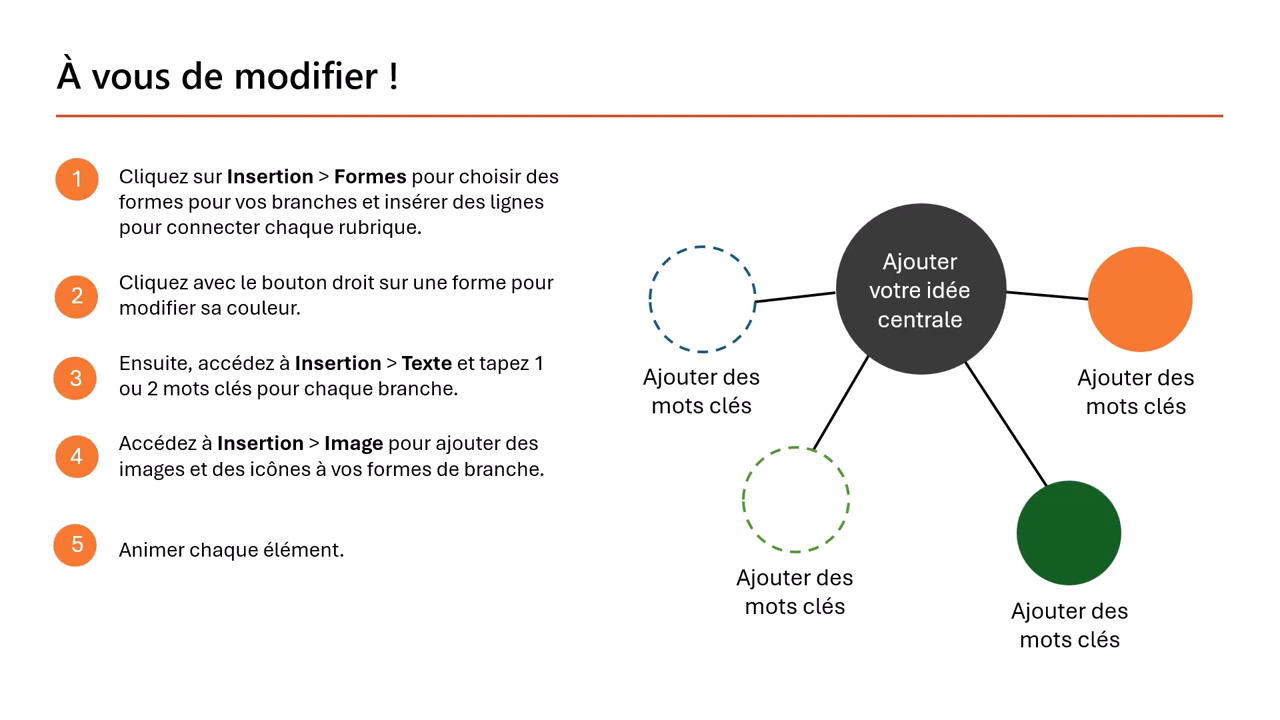 À vous de modifier !
1
Cliquez sur Insertion > Formes pour choisir des
formes pour vos branches et insérer des lignes
pour connecter chaque rubrique.
2
Cliquez avec le bouton droit sur une forme pour
modifier sa couleur.
3
Ensuite, accédez à Insertion > Texte et tapez 1
ou 2 mots clés pour chaque branche.
4
Accédez à Insertion > Image pour ajouter des
images et des icônes à vos formes de branche.
5
Animer chaque élément.
Ajouter
votre idée
centrale
Ajouter des
mots clés
Ajouter des
mots clés
Ajouter des
mots clés
Ajouter des
mots clés